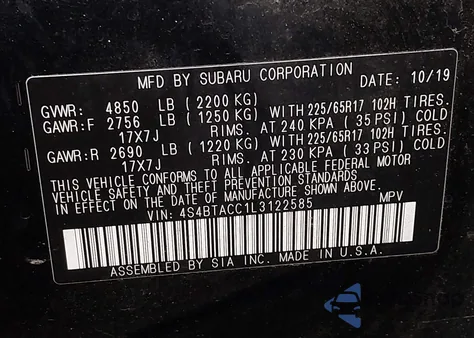 MFD BY SUBARU CORPORATION DATE: 10/19
GVWR: 4850 LB (2200 KG)
GAWR:F 2756 LB (1250 KG) WITH 225/65R17 102H TIRES.
17X7J RIMS. AT 240 KPA (35 PSI) COLD
GAWR:R 2690 LB (1220 KG) WITH 225/65R17 102H TIRES.
17X7J RIMS. AT 230 KPA (33 PSI) COLD
THIS VEHICLE CONFORMS TO ALL APPLICABLE FEDERAL MOTOR
VEHICLE SAFETY AND THEFT PREVENTION STANDARDS
IN EFFECT ON THE DATE OF MANUFACTURE SHOWN ABOVE.
VIN: 4S4BTACC1L3122585 MPV
ASSEMBLED BY SIA INC. MADE IN U.S.A.